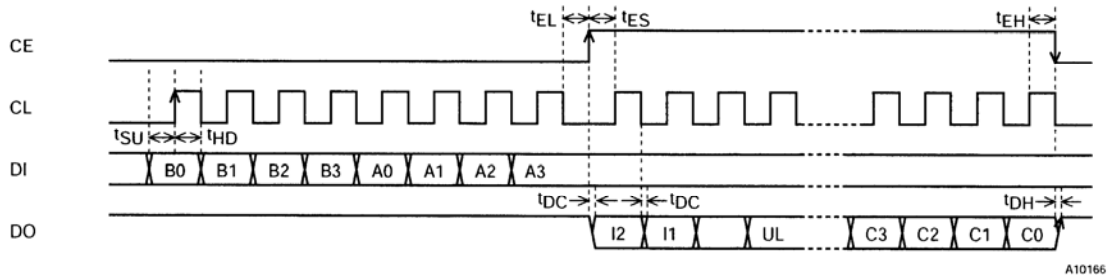 tEL tES tEH
CE
CL
tSU tHD
DI B0 B1 B2 B3 A0 A1 A2 A3
tDC tDC tDH
DO I2 I1 UL C3 C2 C1 C0
A10166